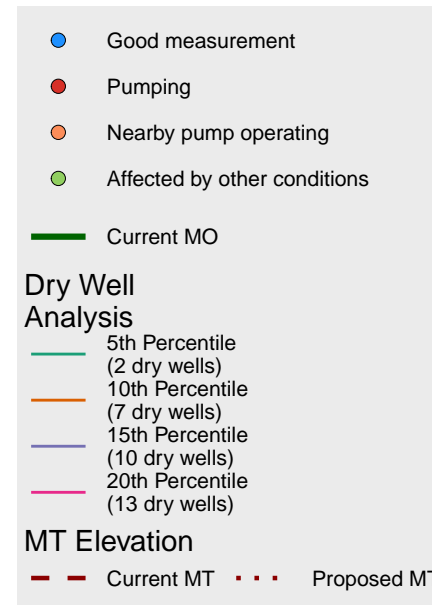 Good measurement
Pumping
Nearby pump operating
Affected by other conditions
Current MO
Dry Well
Analysis
5th Percentile
(2 dry wells)
10th Percentile
(7 dry wells)
15th Percentile
(10 dry wells)
20th Percentile
(13 dry wells)
MT Elevation
Current MT Proposed MT